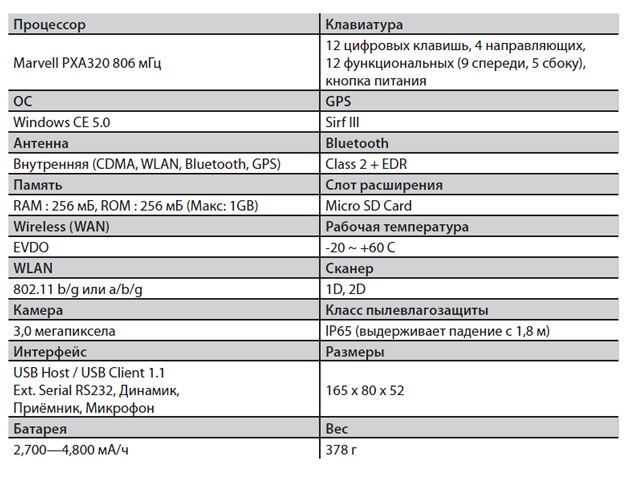 Процессор
Клавиатура
Marvell PXA320 806 мГц
12 цифровых клавишь, 4 направляющих,
12 функциональных (9 спереди, 5 сбоку),
кнопка питания
ОС
GPS
Windows CE 5.0
Sirf III
Антенна
Bluetooth
Внутренняя (CDMA, WLAN, Bluetooth, GPS)
Class 2 + EDR
Память
Слот расширения
RAM : 256 мБ, ROM : 256 мБ (Макс: 1GB)
Micro SD Card
Wireless (WAN)
Рабочая температура
EVDO
-20 ~ +60 C
WLAN
Сканер
802.11 b/g или a/b/g
1D, 2D
Камера
Класс пылевлагозащиты
3,0 мегапиксела
IP65 (выдерживает падение с 1,8 м)
Интерфейс
Размеры
USB Host / USB Client 1.1
Ext. Serial RS232, Динамик,
Приёмник, Микрофон
165 x 80 x 52
Батарея
Вес
2,700—4,800 мА/ч
378 г